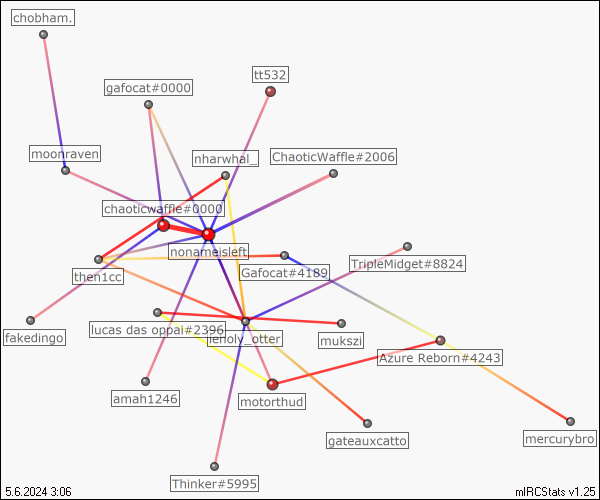 chobham.
tt532
gafocat#0000
moonraven
nharwhal_
ChaoticWaffle#2006
chaoticwaffle#0000
nonameisleft
TripleMidget#8824
then1cc
Gafocat#4189
fakedingo
lucas das oppai#2396
mukszi
Azure Reborn#4243
amah1246
motorthud
gateauxcatto
mercurybro
Thinker#5995
5.6.2024 3:06
mIRCStats v1.25